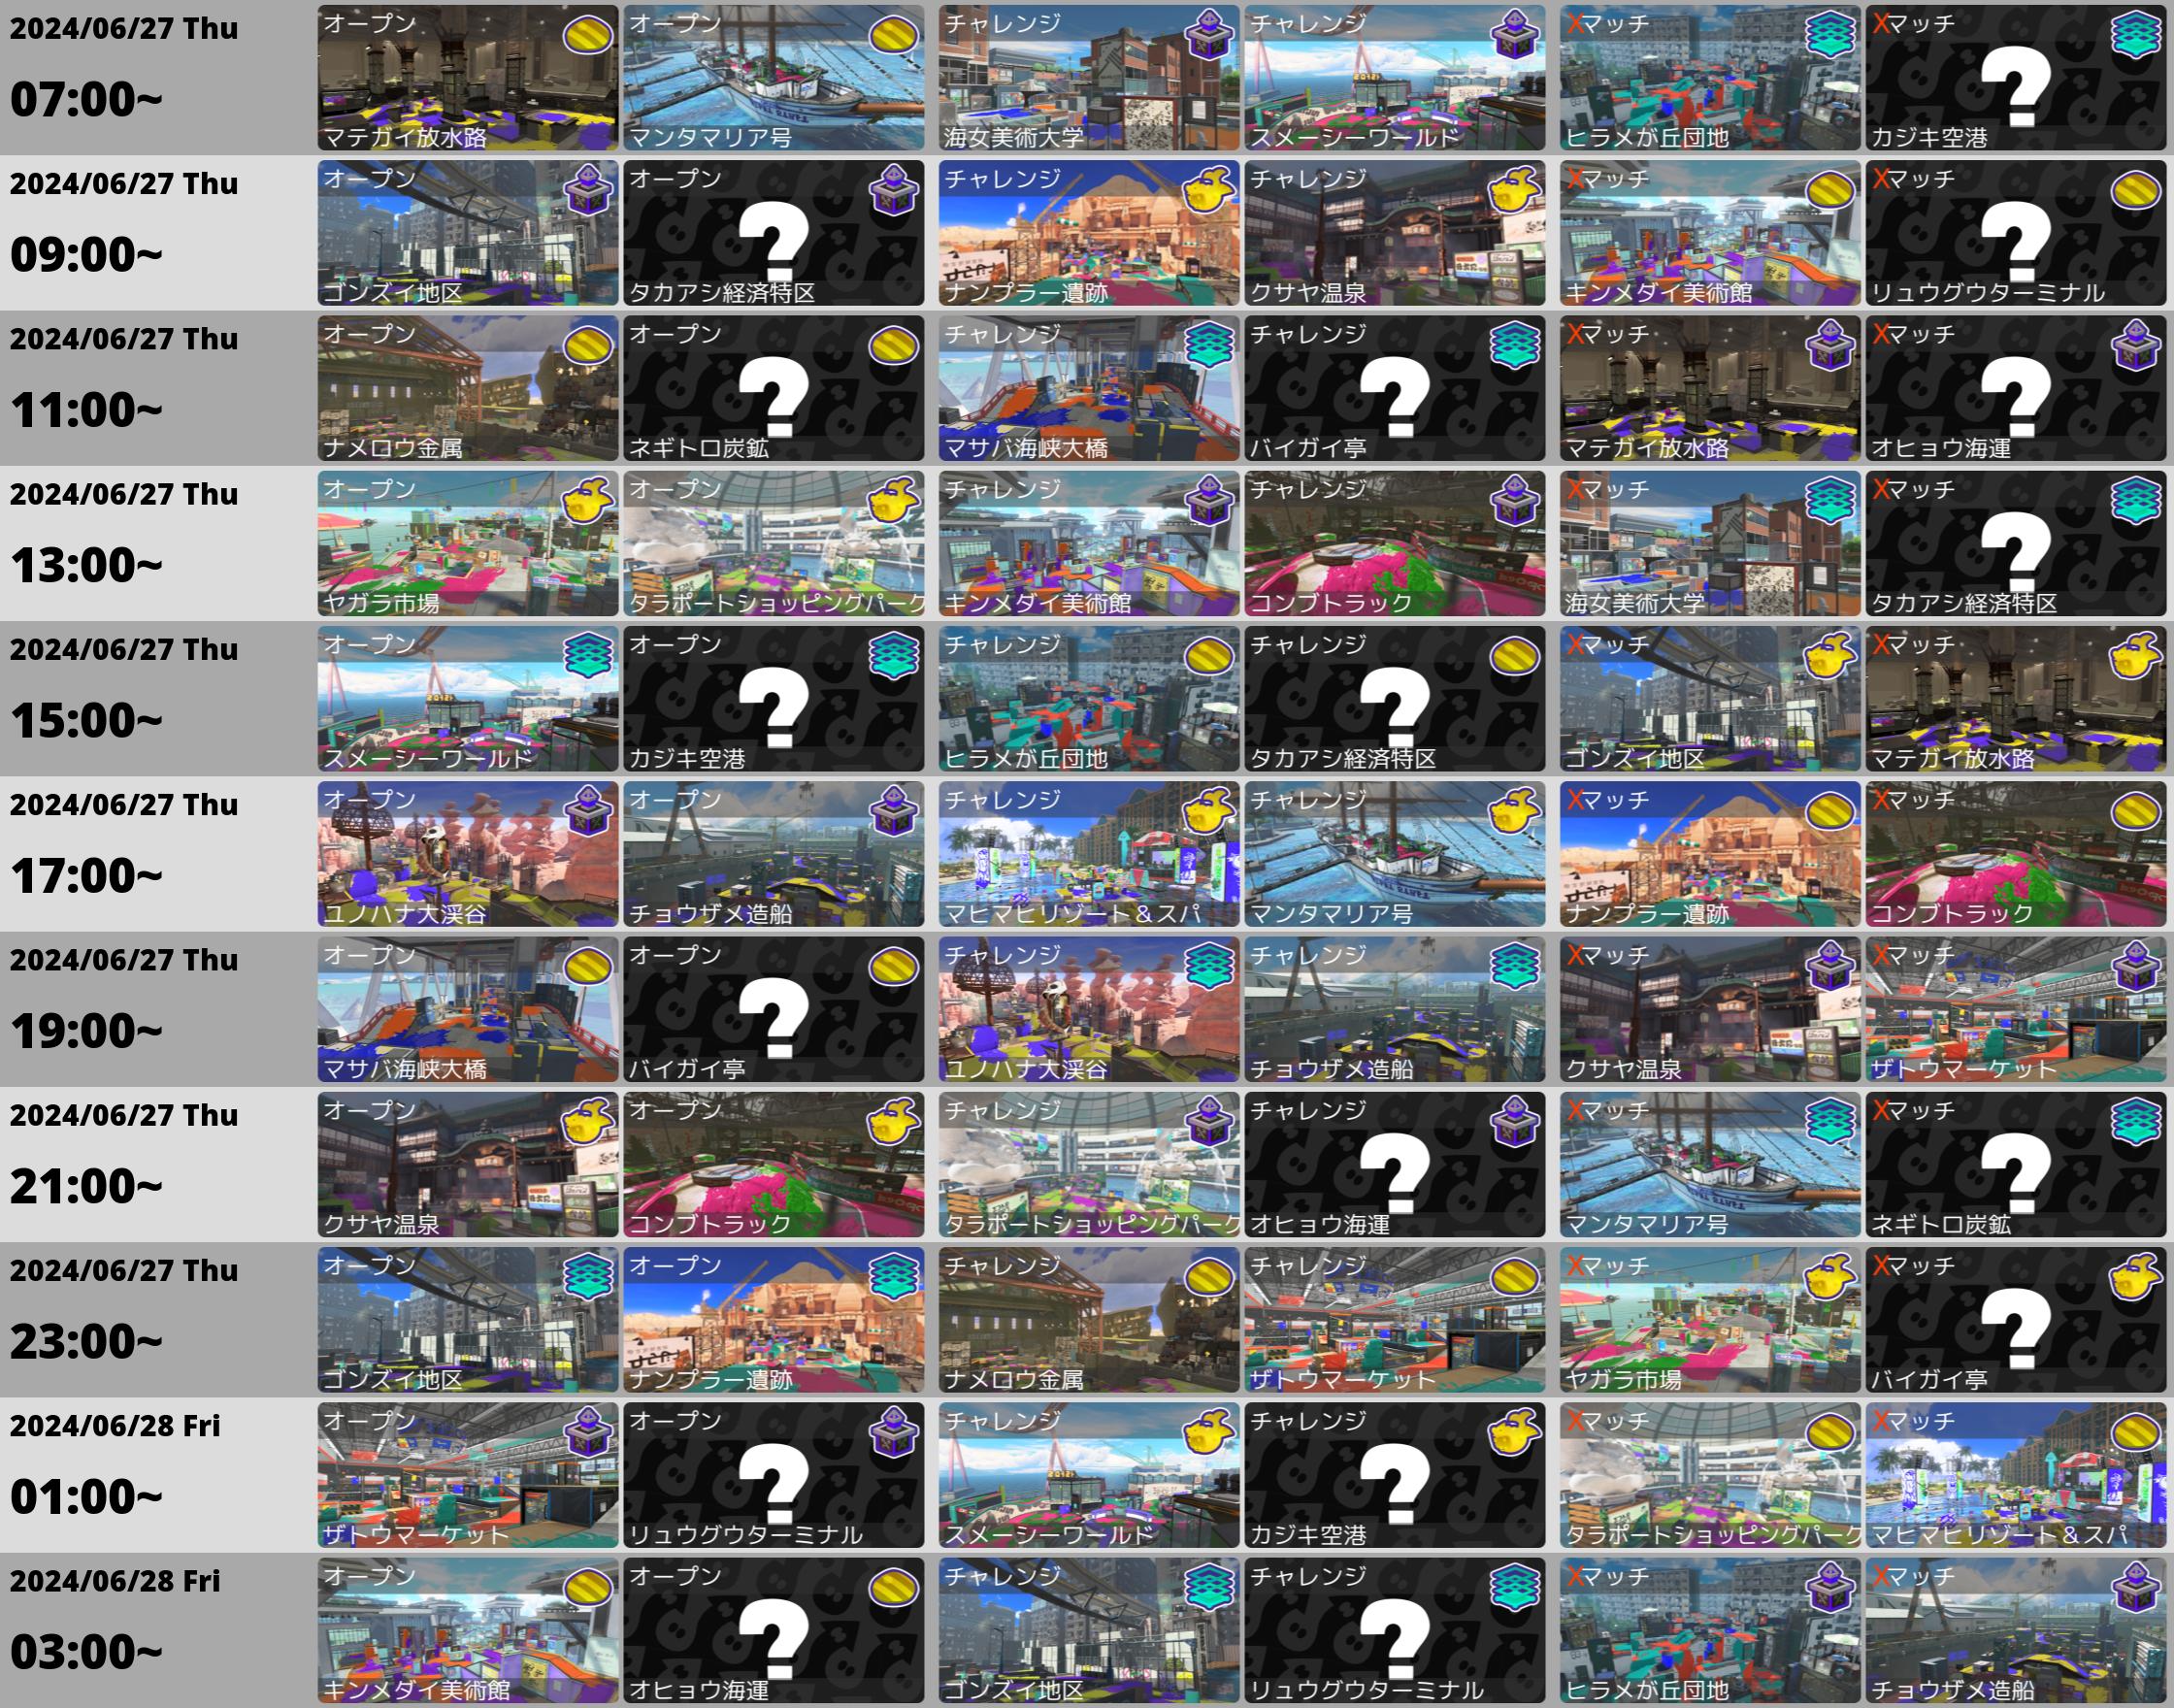 2024/06/27 Thu
07:00~
オープン
マテガイ放水路
オープン
マンタマリア号
チャレンジ
海女美術大学
チャレンジ
スメーシーワールド
Xマッチ
ヒラメが丘団地
Xマッチ
カジキ空港
?
2024/06/27 Thu
09:00~
オープン
ゴンズイ地区
オープン
タカアシ経済特区
?
チャレンジ
ナンプラー遺跡
チャレンジ
クサヤ温泉
Xマッチ
キンメダイ美術館
Xマッチ
リュウグウターミナル
?
2024/06/27 Thu
11:00~
オープン
ナメロウ金属
オープン
ネギトロ炭鉱
?
チャレンジ
マサバ海峡大橋
チャレンジ
バイガイ亭
?
Xマッチ
マテガイ放水路
Xマッチ
オヒョウ海運
?
2024/06/27 Thu
13:00~
オープン
ヤガラ市場
オープン
タラポートショッピングパーク
チャレンジ
キンメダイ美術館
チャレンジ
コンブトラック
Xマッチ
海女美術大学
Xマッチ
タカアシ経済特区
?
2024/06/27 Thu
15:00~
オープン
スメーシーワールド
オープン
カジキ空港
?
チャレンジ
ヒラメが丘団地
チャレンジ
タカアシ経済特区
?
Xマッチ
ゴンズイ地区
Xマッチ
マテガイ放水路
2024/06/27 Thu
17:00~
オープン
ユノハナ大渓谷
オープン
チョウザメ造船
チャレンジ
マヒマヒリゾート＆スパ
チャレンジ
マンタマリア号
Xマッチ
ナンプラー遺跡
Xマッチ
コンブトラック
2024/06/27 Thu
19:00~
オープン
マサバ海峡大橋
オープン
バイガイ亭
?
チャレンジ
ユノハナ大渓谷
チャレンジ
チョウザメ造船
Xマッチ
クサヤ温泉
Xマッチ
ザトウマーケット
2024/06/27 Thu
21:00~
オープン
クサヤ温泉
オープン
コンブトラック
チャレンジ
タラポートショッピングパーク
チャレンジ
オヒョウ海運
?
Xマッチ
マンタマリア号
Xマッチ
ネギトロ炭鉱
?
2024/06/27 Thu
23:00~
オープン
ゴンズイ地区
オープン
ナンプラー遺跡
チャレンジ
ナメロウ金属
チャレンジ
ザトウマーケット
Xマッチ
ヤガラ市場
Xマッチ
バイガイ亭
?
2024/06/28 Fri
01:00~
オープン
ザトウマーケット
オープン
リュウグウターミナル
?
チャレンジ
スメーシーワールド
チャレンジ
カジキ空港
?
Xマッチ
タラポートショッピングパーク
Xマッチ
マヒマヒリゾート＆スパ
2024/06/28 Fri
03:00~
オープン
キンメダイ美術館
オープン
オヒョウ海運
?
チャレンジ
ゴンズイ地区
チャレンジ
リュウグウターミナル
?
Xマッチ
ヒラメが丘団地
Xマッチ
チョウザメ造船